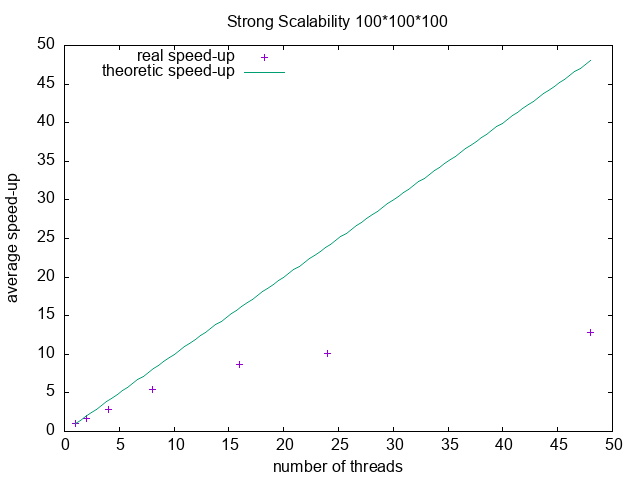 Strong Scalability 100*100*100
real speed-up
theoretic speed-up
average speed-up
50
45
40
35
30
25
20
15
10
5
0
0 5 10 15 20 25 30 35 40 45 50
number of threads